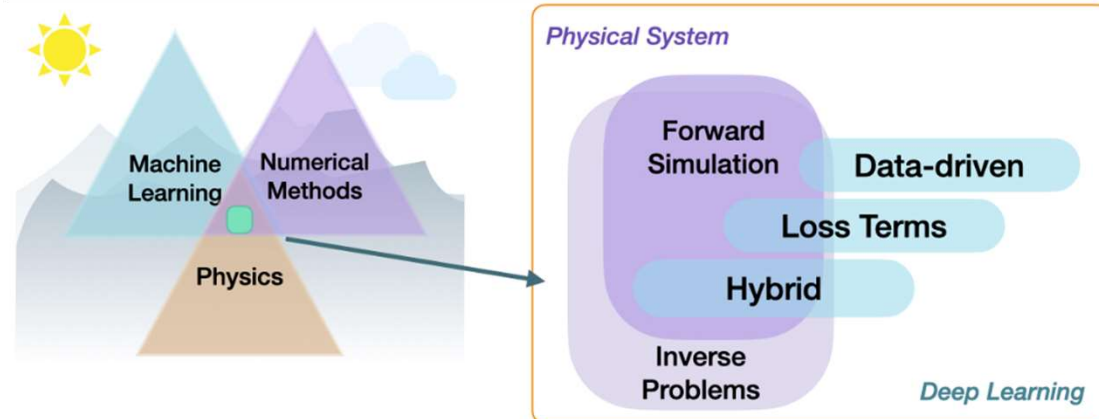 Machine
Learning
Numerical
Methods
Physics
Physical System
Forward
Simulation
Data-driven
Loss Terms
Hybrid
Inverse
Problems
Deep Learning